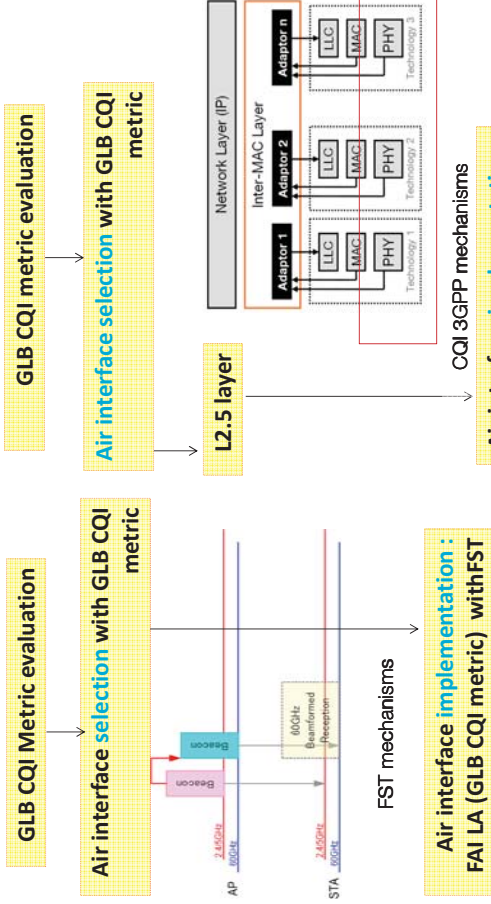 GLB CQI Metric evaluation
Air interface selection with GLB CQI
metric
AP
2.4/5GHz
60GHz
Beacon
Beacon
STA
2.4/5GHz
60GHz
60GHz
Beamformed
Reception
FST mechanisms
Air interface implementation :
FAI LA (GLB CQI metric) withFST
GLB CQI metric evaluation
Air interface selection with GLB CQI
metric
L2.5 layer
Network Layer (IP)
Inter-MAC Layer
Adaptor 1
Adaptor 2
Adaptor n
LLC
MAC
PHY
Technology 1
LLC
MAC
PHY
Technology 2
LLC
MAC
PHY
Technology 3
CQI 3GPP mechanisms